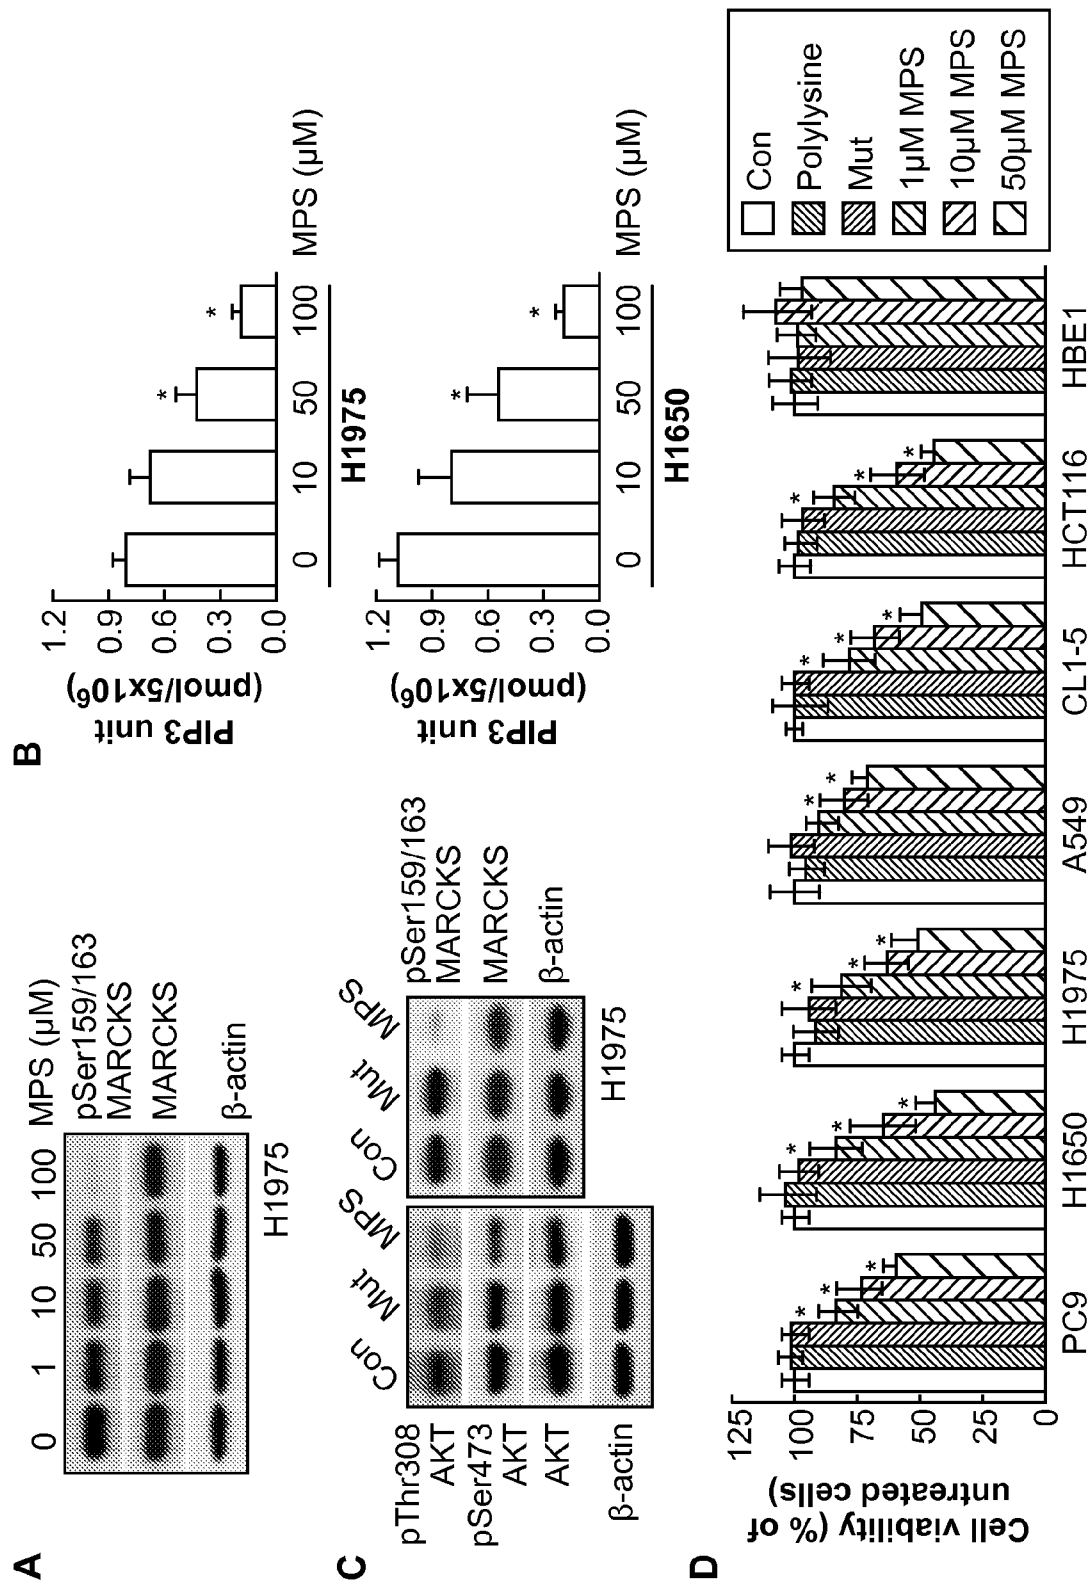 A
0 1 10 50 100 MPS (μM)
pSer159/163
MARCKS
MARCKS
β-actin
H1975
B
PIP3 unit
(pmol/5x10⁶)
1.2
0.9
0.6
0.3
0.0
*
*
0 10 50 100 MPS (μM)
H1975
PIP3 unit
(pmol/5x10⁶)
1.2
0.9
0.6
0.3
0.0
*
*
0 10 50 100 MPS (μM)
H1650
C
Con Mut MPS
pThr308
AKT
pSer473
AKT
AKT
β-actin
Con Mut MPS
pSer159/163
MARCKS
MARCKS
β-actin
H1975
D
Cell viability (% of
untreated cells)
125
100
75
50
25
0
* * *
* * *
* * *
* *
* * *
* * *
PC9 H1650 H1975 A549 CL1-5 HCT116 HBE1
Con
Polylysine
Mut
1μM MPS
10μM MPS
50μM MPS